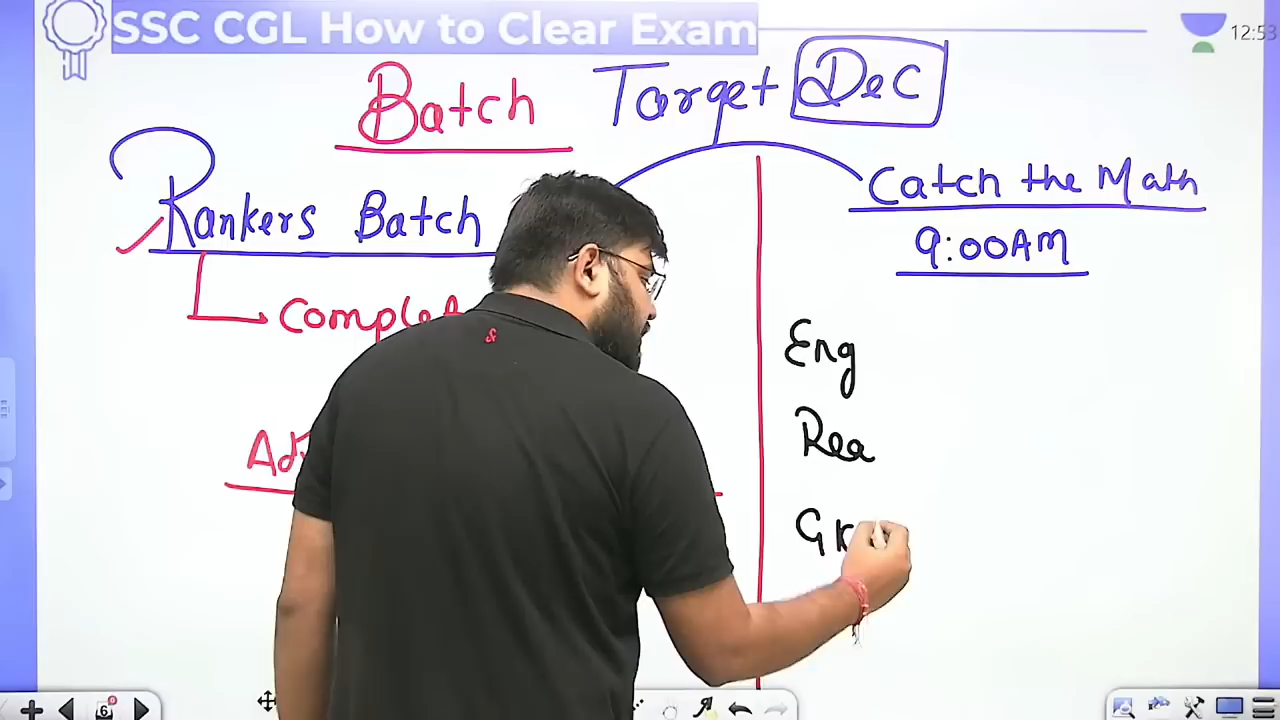 SSC CGL How to Clear Exam
12:53
Batch Target Dec
Rankers Batch
Catch the Math
9:00AM
Eng
Rea
6